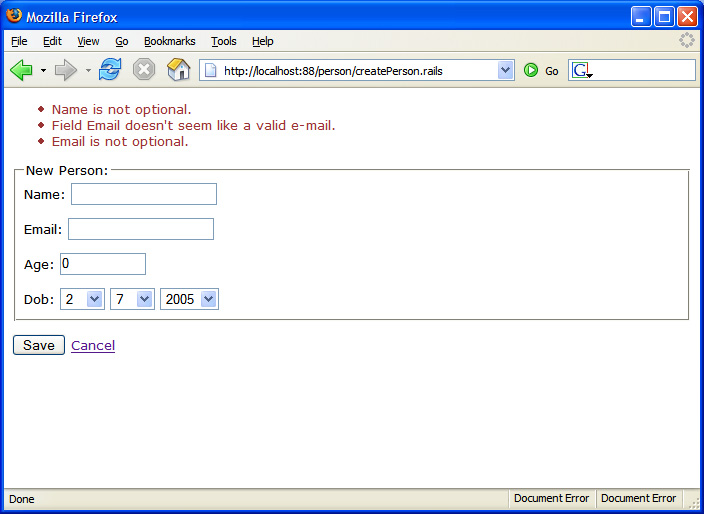 Mozilla Firefox
File Edit View Go Bookmarks Tools Help
http://localhost:88/person/createPerson.rails Go G
Name is not optional.
Field Email doesn't seem like a valid e-mail.
Email is not optional.
New Person:
Name:
Email:
Age: 0
Dob: 2 7 2005
Save Cancel
Done Document Error Document Error